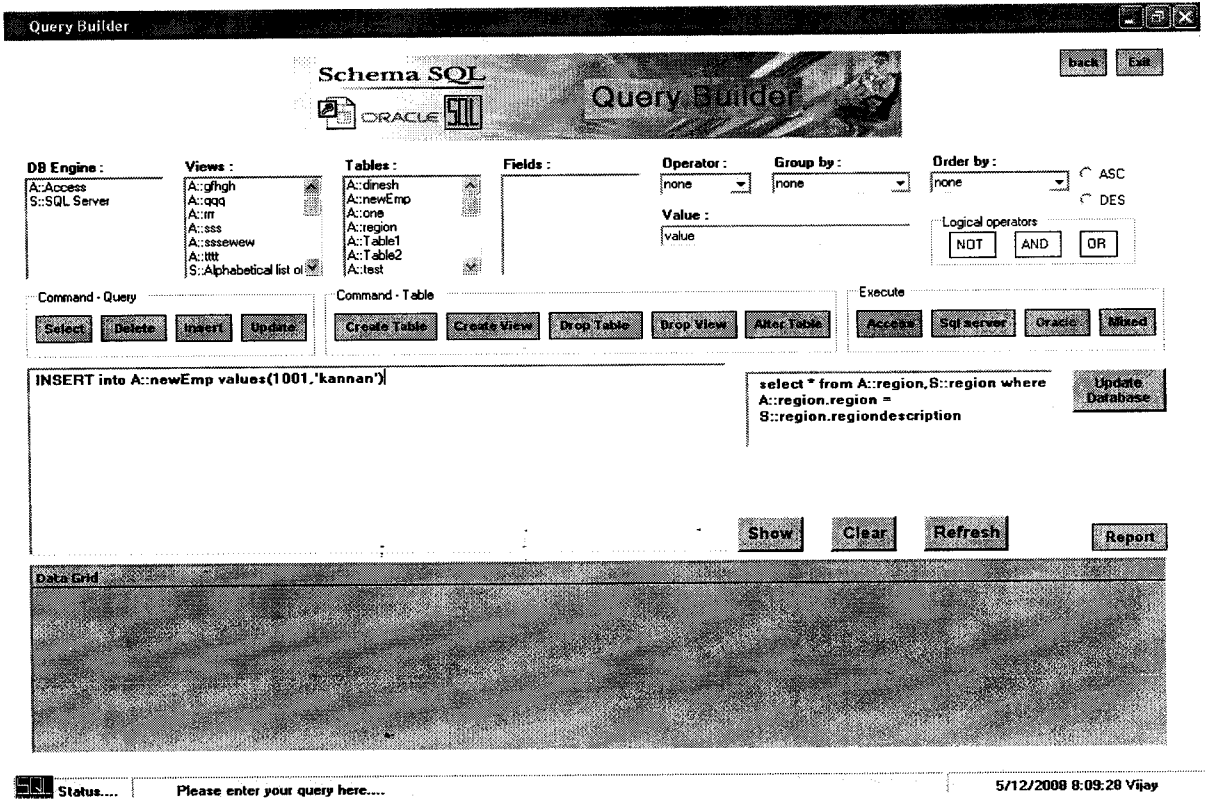 Query Builder
back Exit
Schema SQL
Query Builder
ORACLE SQL
DB Engine : Views : Tables : Fields : Operator : Group by : Order by :
A::Access
S::SQL Server
A::gfhgh
A::qqq
A::rrr
A::sss
A::sssewew
A::tttt
S::Alphabetical list ol
A::dinesh
A::newEmp
A::one
A::region
A::Table1
A::Table2
A::test
none
none
none
ASC
DES
Value :
value
Logical operators
NOT AND OR
Command - Query
Select Delete Insert Update
Command - Table
Create Table Create View Drop Table Drop View Alter Table
Execute
Access Sql server Oracle Mixed
INSERT into A::newEmp values(1001,'kannan')
select * from A::region,S::region where
A::region.region =
S::region.regiondescription
Update
Database
Show Clear Refresh Report
Data Grid
SQL Status.... Please enter your query here.... 5/12/2008 8:09:28 Vijay